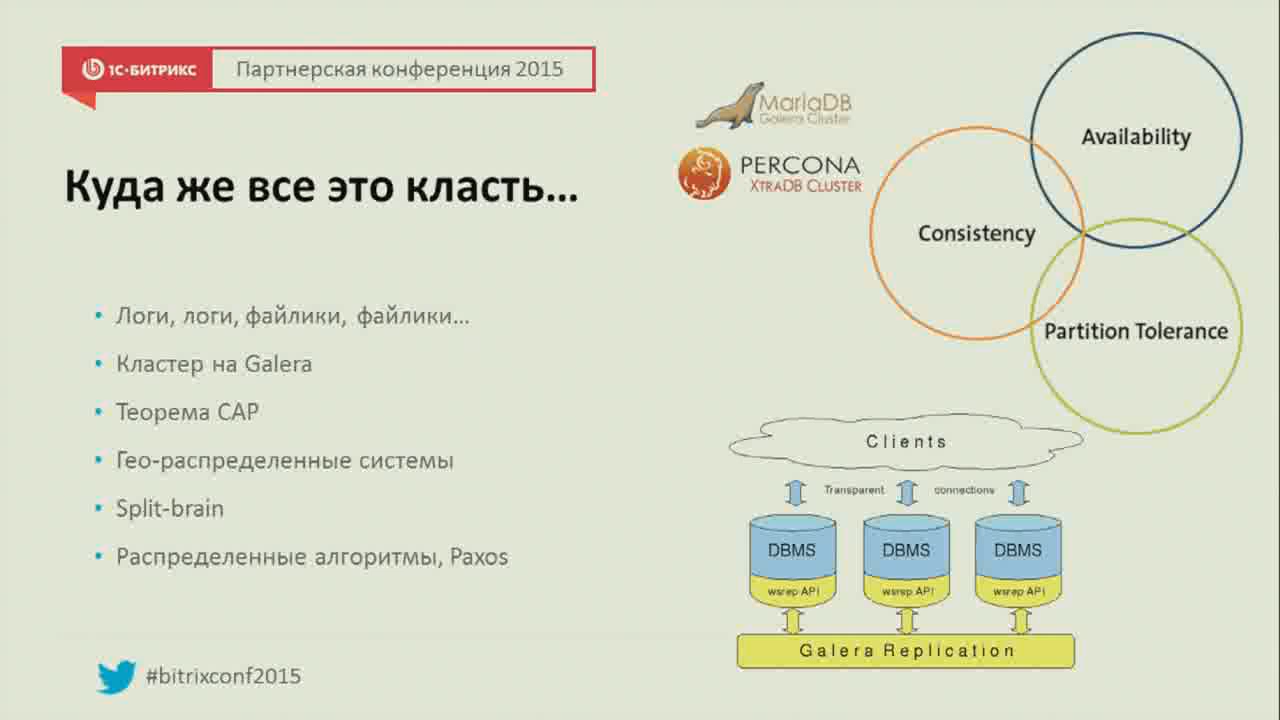 1С-БИТРИКС
Партнерская конференция 2015
Куда же все это класть...
Логи, логи, файлики, файлики...
Кластер на Galera
Теорема CAP
Гео-распределенные системы
Split-brain
Распределенные алгоритмы, Paxos
#bitrixconf2015
MariaDB
Galera Cluster
PERCONA
XTRADB CLUSTER
Availability
Consistency
Partition Tolerance
Clients
Transparent connections
DBMS DBMS DBMS
wsrep API wsrep API wsrep API
Galera Replication